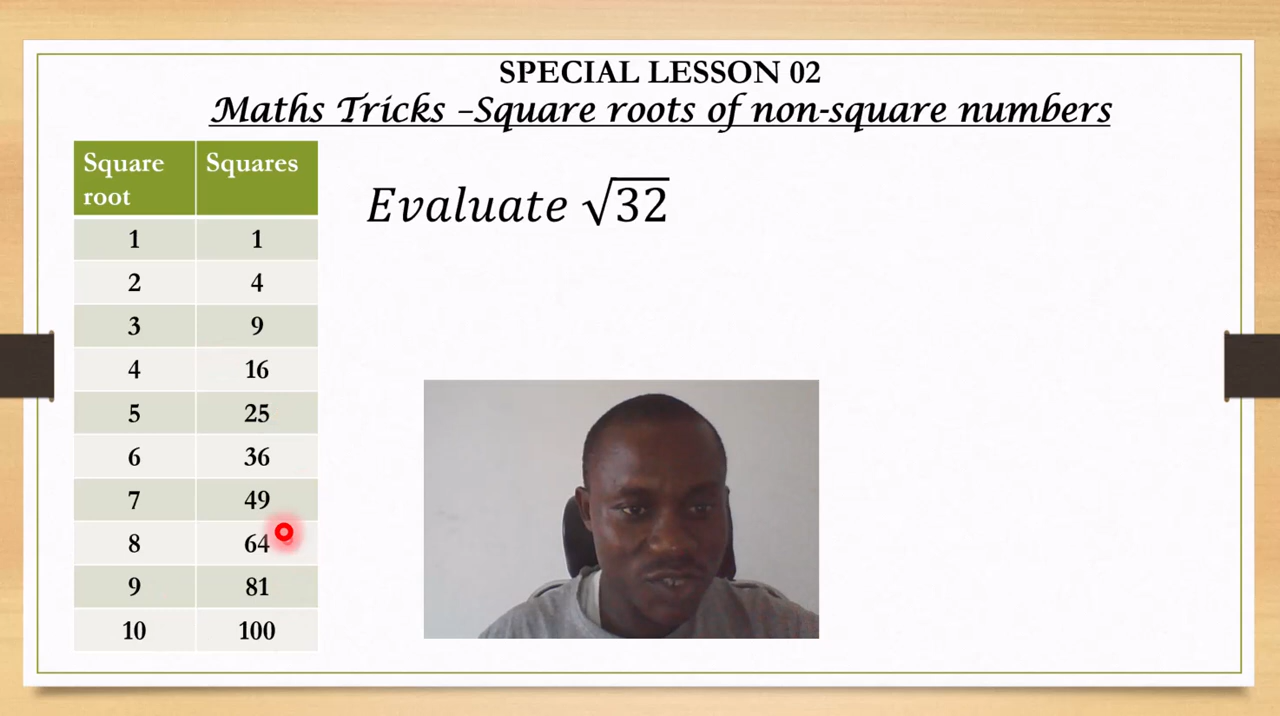 SPECIAL LESSON 02
Maths Tricks –Square roots of non-square numbers
Square root Squares
1 1
2 4
3 9
4 16
5 25
6 36
7 49
8 64
9 81
10 100
Evaluate √32